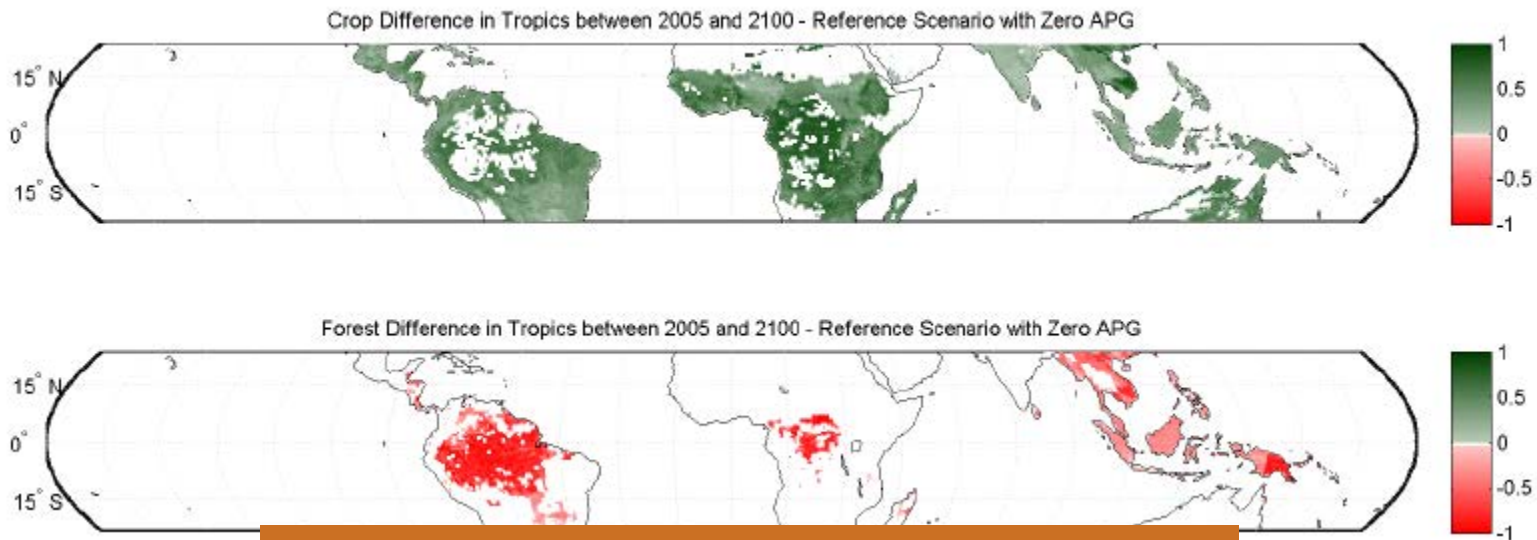 Crop Difference in Tropics between 2005 and 2100 - Reference Scenario with Zero APG
15° N
0°
15° S
1
0.5
0
-0.5
-1
Forest Difference in Tropics between 2005 and 2100 - Reference Scenario with Zero APG
15° N
0°
15° S
1
0.5
0
-0.5
-1